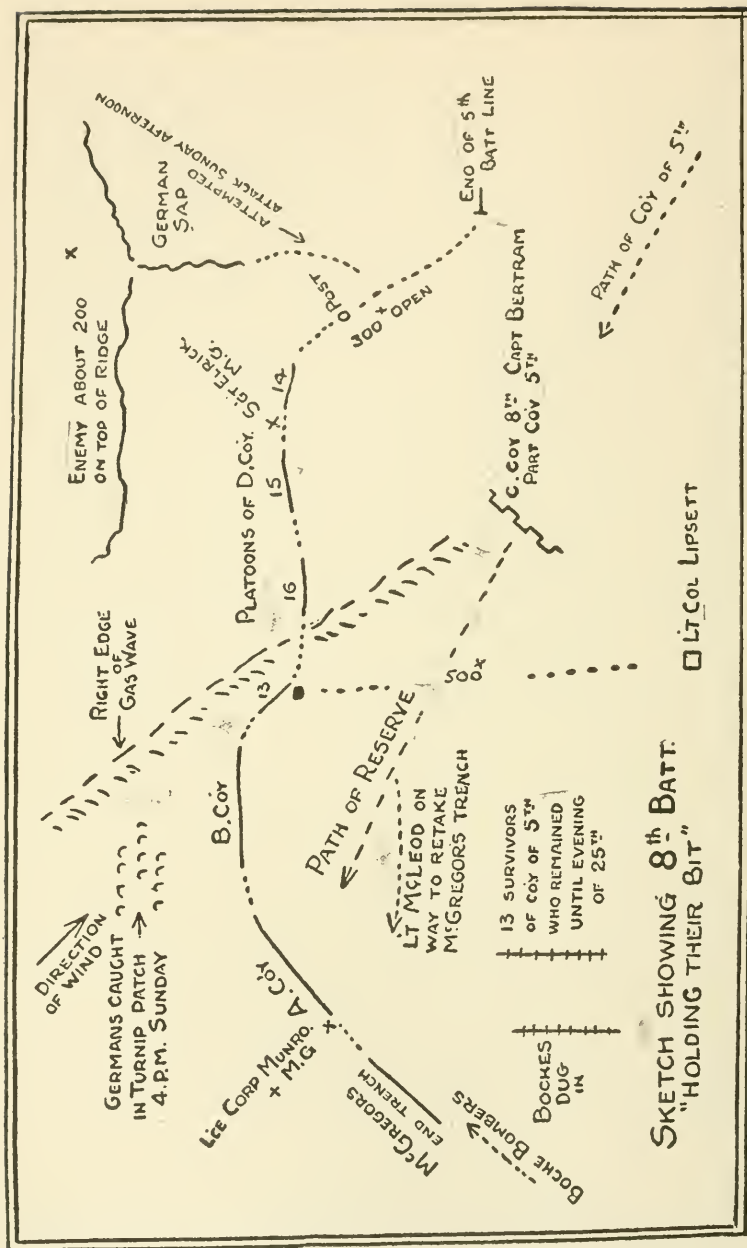 ENEMY ABOUT 200
ON TOP OF RIDGE
X
GERMAN
SAP
ATTEMPTED
ATTACK SUNDAY AFTERNOON
RIGHT EDGE
OF
GAS WAVE
DIRECTION
OF WIND
GERMANS CAUGHT
IN TURNIP PATCH
4.P.M. SUNDAY
PLATOONS OF D.COY.
SGT ELRICK
M.G.
X
13
16
15
14
O POST
300 X OPEN
END OF 5TH
BATT LINE
B.COY
A.COY
LCE CORP MUNRO.
+ M.G
X
MCGREGORS
END TRENCH
BOCHE BOMBERS
PATH OF RESERVE
LT MCLEOD ON
WAY TO RETAKE
MCGREGOR'S TRENCH
500X
C.COY 8TH CAPT BERTRAM
PART COY 5TH
PATH OF COY OF 5TH
13 SURVIVORS
OF COY OF 5TH
WHO REMAINED
UNTIL EVENING
OF 25TH
BOCHES
DUG
IN
LT COL LIPSETT
SKETCH SHOWING 8th BATT.
"HOLDING THEIR BIT"